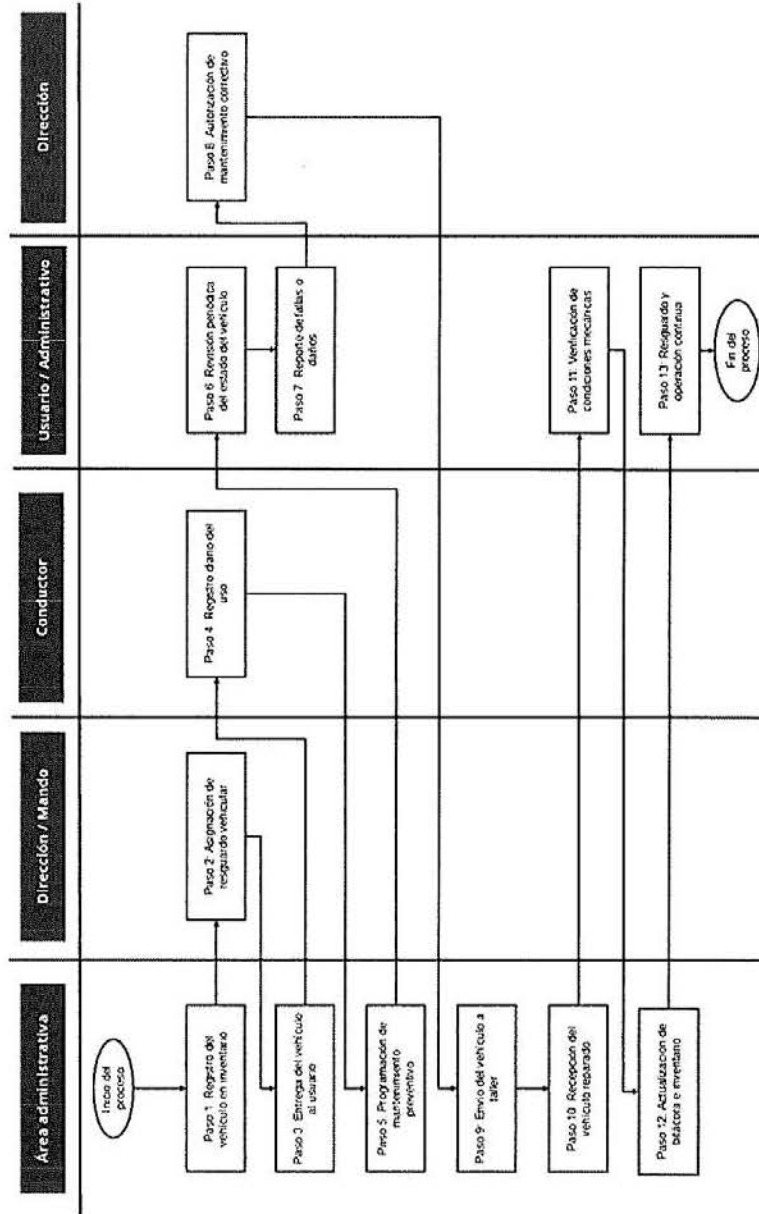 Área administrativa
Dirección / Mando
Conductor
Usuario / Administrativo
Dirección
Inicio del
proceso
Paso 1: Registro del
vehículo en inventario
Paso 2: Asignación de
resguardo vehicular
Paso 3: Entrega del vehículo
al usuario
Paso 4: Registro diario del
uso
Paso 5: Programación de
mantenimiento
preventivo
Paso 6: Revisión periódica
del estado del vehículo
Paso 7: Reporte de fallas o
daños
Paso 8: Autorización de
mantenimiento correctivo
Paso 9: Envío del vehículo a
taller
Paso 10: Recepción del
vehículo reparado
Paso 11: Verificación de
condiciones mecánicas
Paso 12: Actualización de
bitácora e inventario
Paso 13: Resguardo y
operación continua
Fin del
proceso